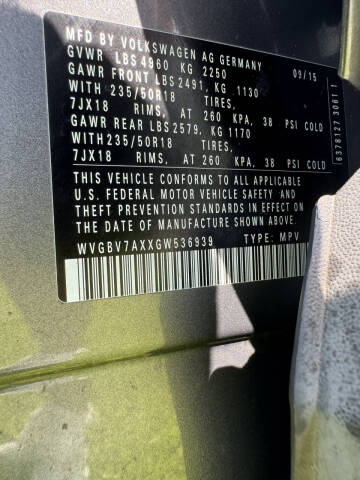 MFD BY VOLKSWAGEN AG GERMANY
GVWR LBS 4960 KG 2250 09/15
GAWR FRONT LBS 2491, KG 1130
WITH 235/50R18 TIRES,
7JX18 RIMS, AT 260 KPA, 38 PSI COLD
GAWR REAR LBS 2579, KG 1170
WITH 235/50R18 TIRES,
7JX18 RIMS, AT 260 KPA, 38 PSI COLD
THIS VEHICLE CONFORMS TO ALL APPLICABLE
U.S. FEDERAL MOTOR VEHICLE SAFETY AND
THEFT PREVENTION STANDARDS IN EFFECT ON
THE DATE OF MANUFACTURE SHOWN ABOVE
WVGBV7AXXGW536939 TYPE: MPV